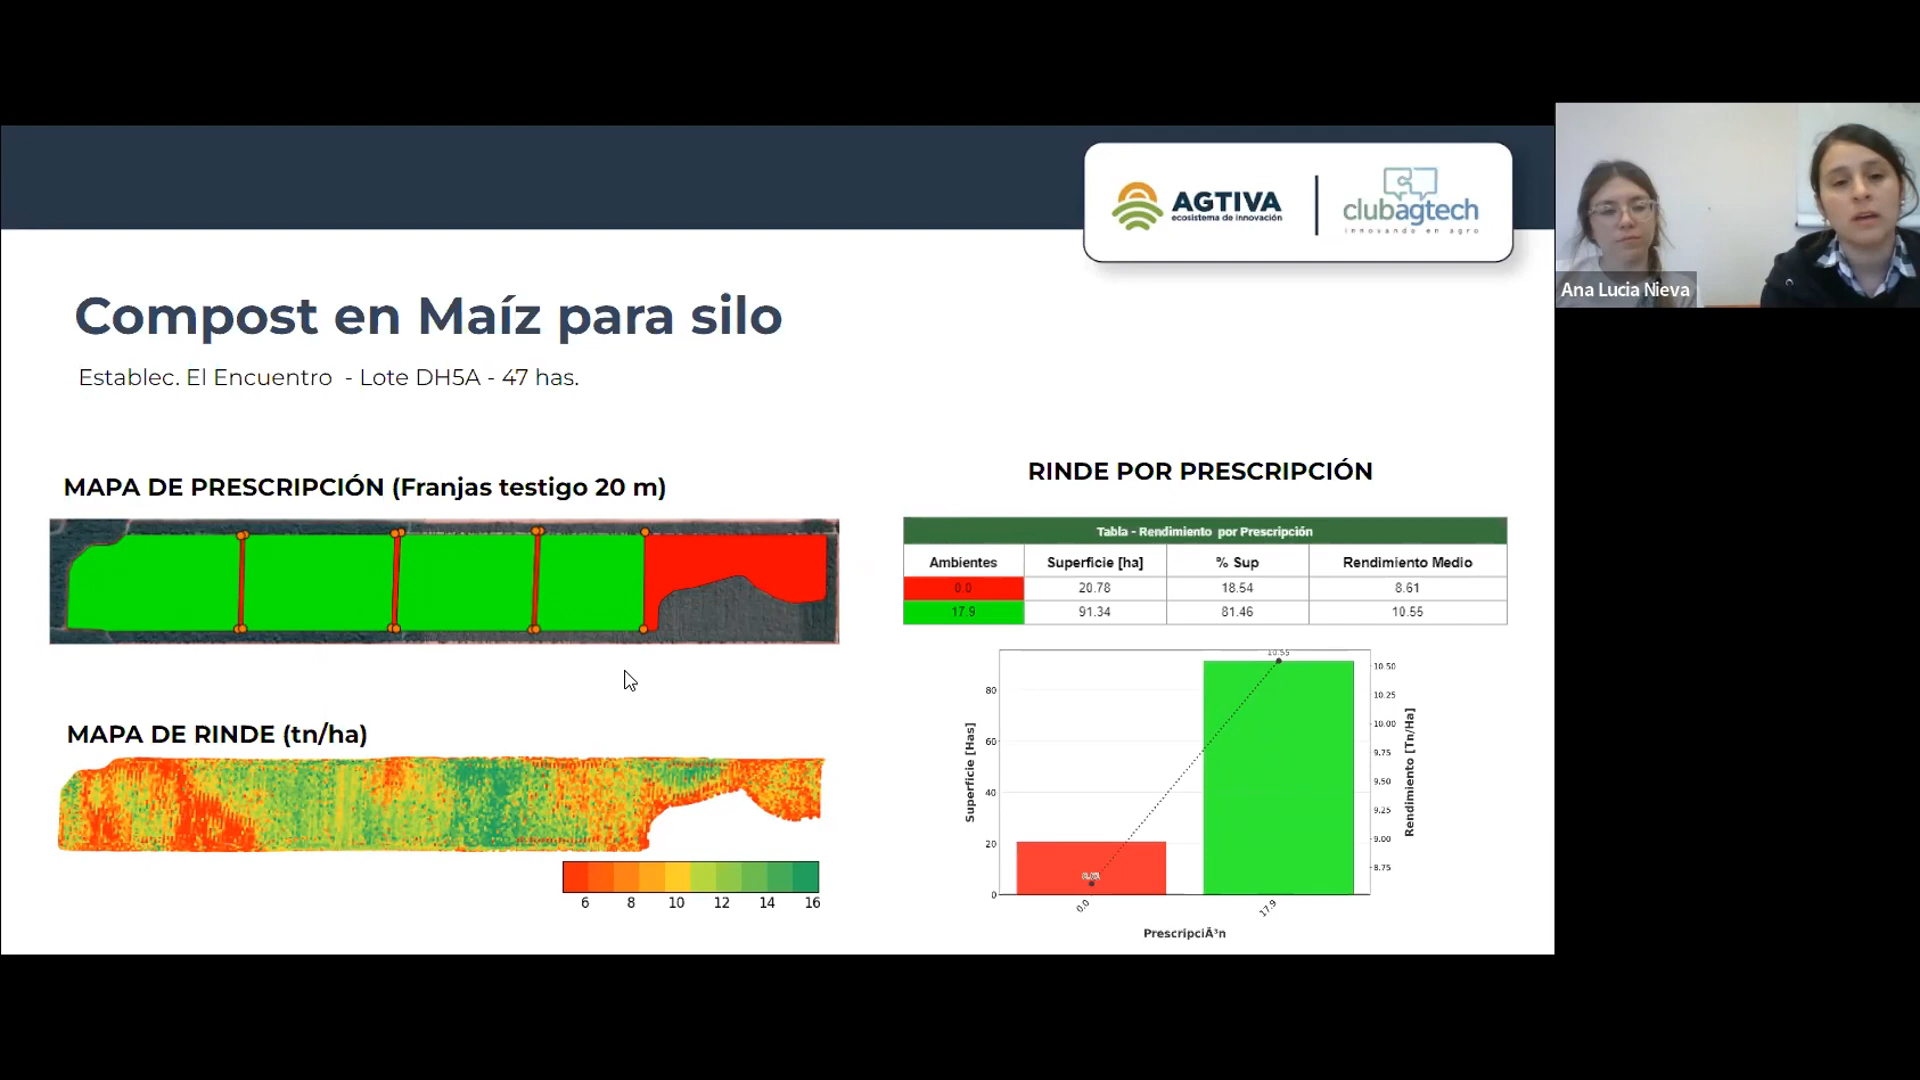 AGTIVA
ecosistema de innovación
clubagtech
innovando en agro
Ana Lucia Nieva
Compost en Maíz para silo
Establec. El Encuentro - Lote DH5A - 47 has.
MAPA DE PRESCRIPCIÓN (Franjas testigo 20 m)
MAPA DE RINDE (tn/ha)
6 8 10 12 14 16
RINDE POR PRESCRIPCIÓN
Tabla - Rendimiento por Prescripción
Ambientes Superficie [ha] % Sup Rendimiento Medio
0.0 20.78 18.54 8.61
17.9 91.34 81.46 10.55
10.55
Superficie [Has]
80
60
40
20
0
10.50
10.25
10.00
9.75
9.50
9.25
9.00
8.75
Rendimiento [Tn/Ha]
0.0
17.9
PrescripciÃ³n